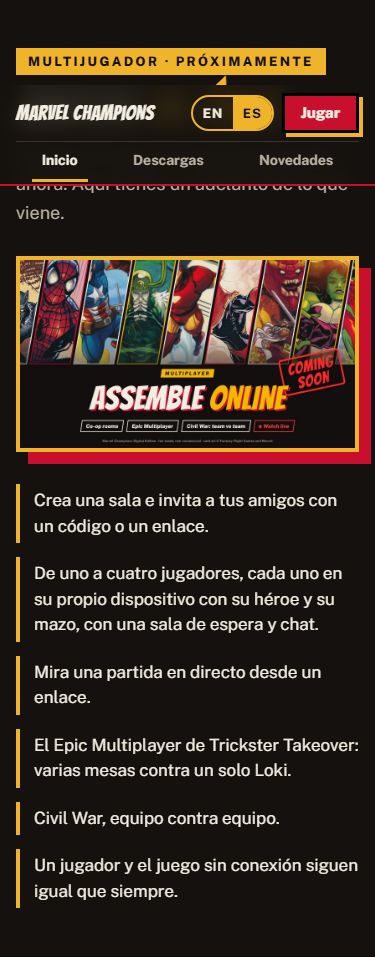 MULTIJUGADOR · PRÓXIMAMENTE
MARVEL CHAMPIONS
EN
ES
Jugar
Inicio
Descargas
Novedades
ahora. Aquí tienes un adelanto de lo que
viene.
MULTIPLAYER
COMING
SOON
ASSEMBLE ONLINE
Co-op rooms
Epic Multiplayer
Civil War: team vs team
Watch live
Crea una sala e invita a tus amigos con
un código o un enlace.
De uno a cuatro jugadores, cada uno en
su propio dispositivo con su héroe y su
mazo, con una sala de espera y chat.
Mira una partida en directo desde un
enlace.
El Epic Multiplayer de Trickster Takeover:
varias mesas contra un solo Loki.
Civil War, equipo contra equipo.
Un jugador y el juego sin conexión siguen
igual que siempre.